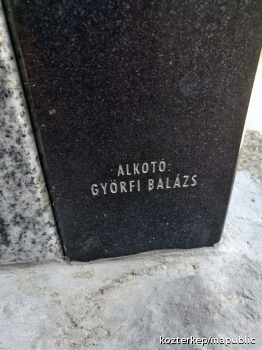 ALKOTÓ:
GYÖRFI BALÁZS
kozterkep/mapublic